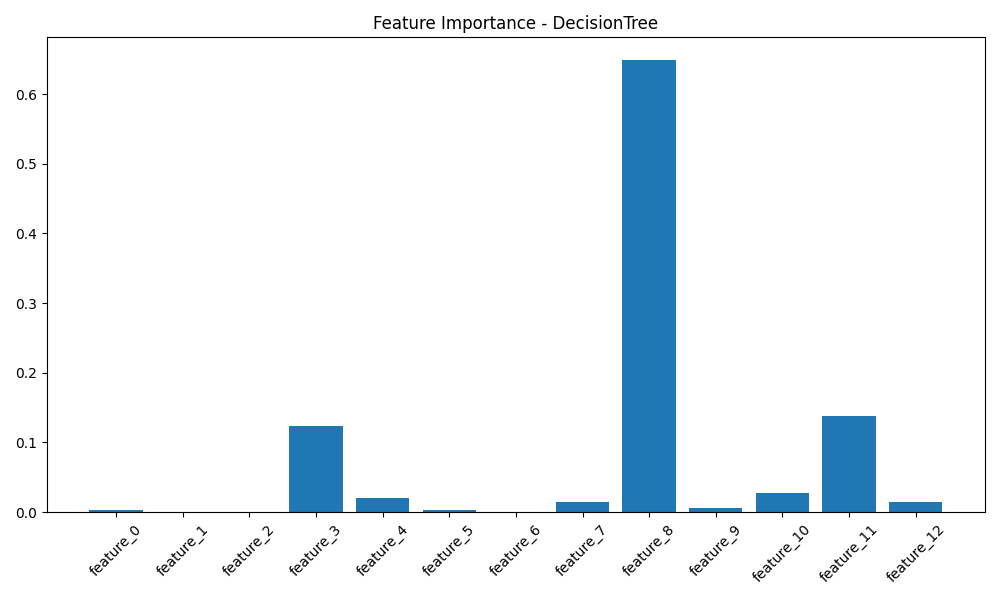 Feature Importance - DecisionTree
0.6
0.5
0.4
0.3
0.2
0.1
0.0
feature_0
feature_1
feature_2
feature_3
feature_4
feature_5
feature_6
feature_7
feature_8
feature_9
feature_10
feature_11
feature_12